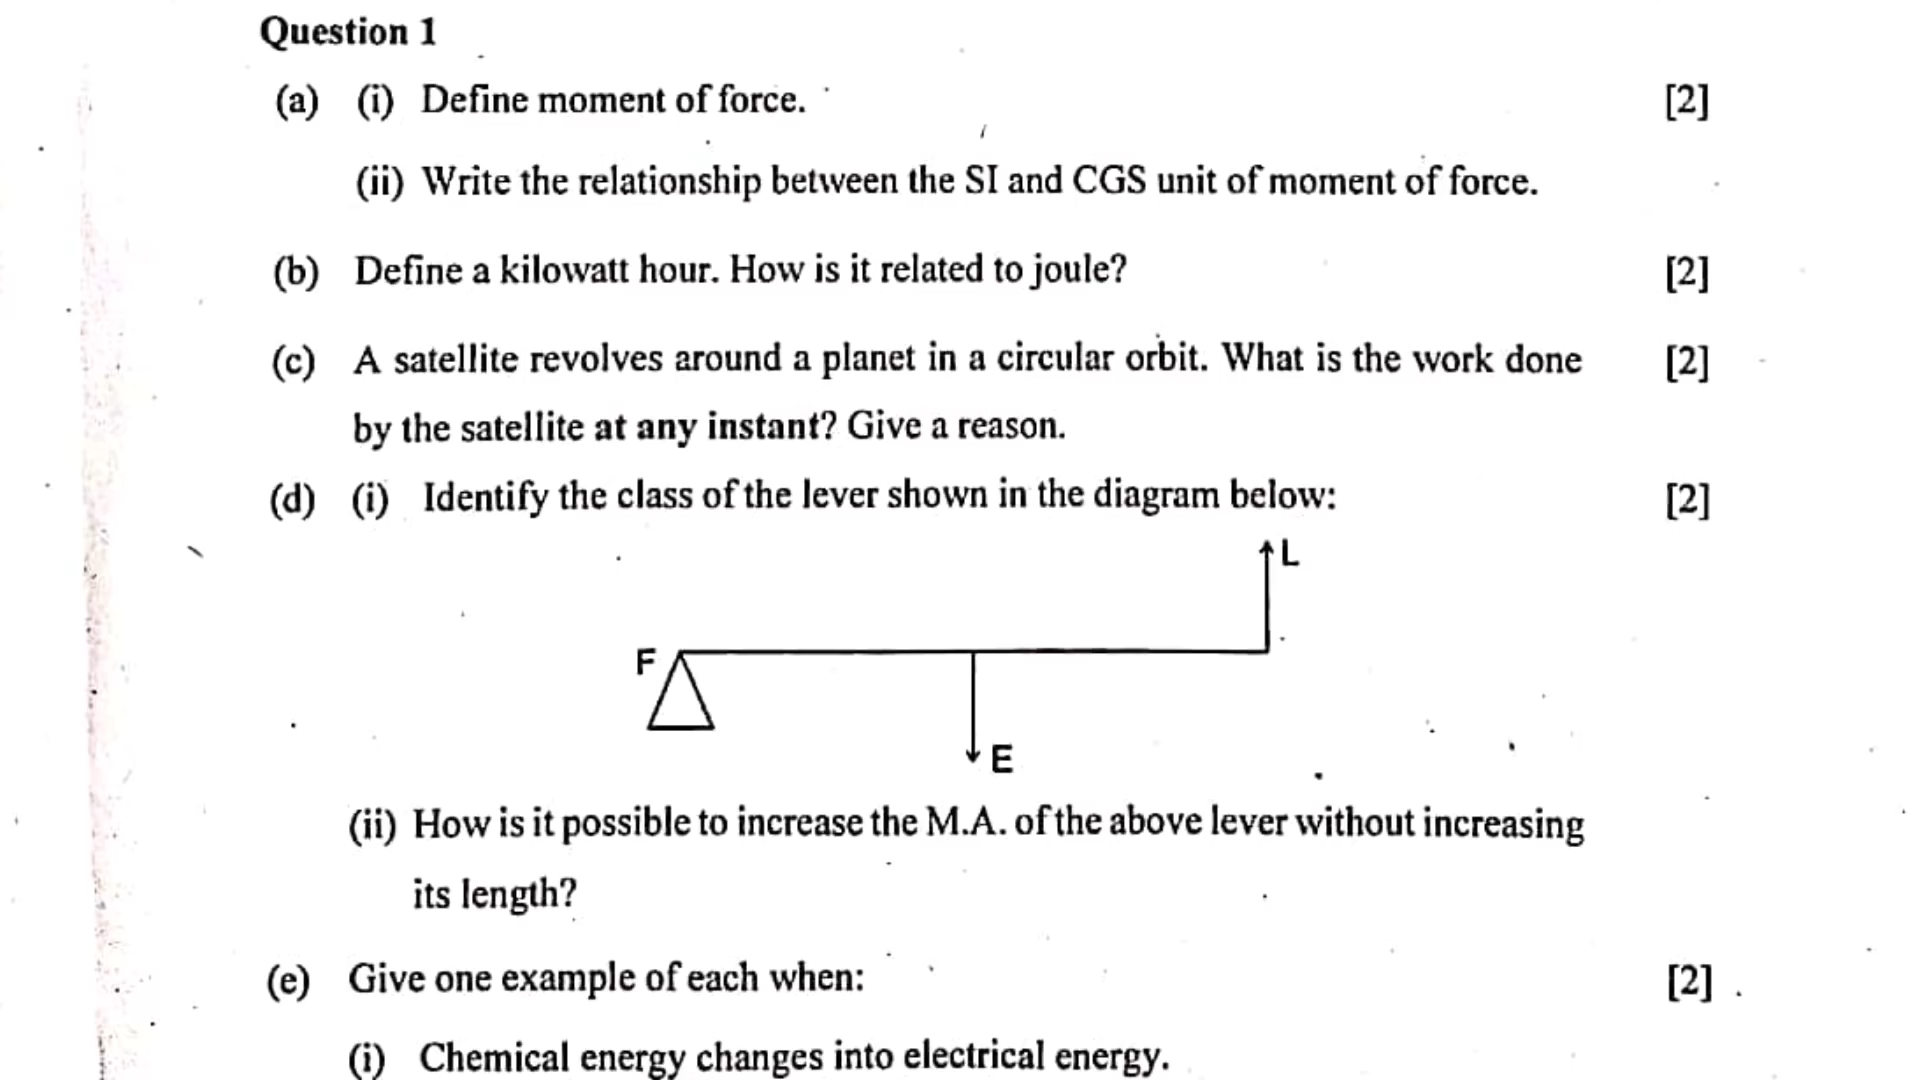 Question 1
(a) (i) Define moment of force. [2]
(ii) Write the relationship between the SI and CGS unit of moment of force.
(b) Define a kilowatt hour. How is it related to joule? [2]
(c) A satellite revolves around a planet in a circular orbit. What is the work done [2]
by the satellite at any instant? Give a reason.
(d) (i) Identify the class of the lever shown in the diagram below: [2]
L
F
E
(ii) How is it possible to increase the M.A. of the above lever without increasing
its length?
(e) Give one example of each when: [2]
(i) Chemical energy changes into electrical energy.